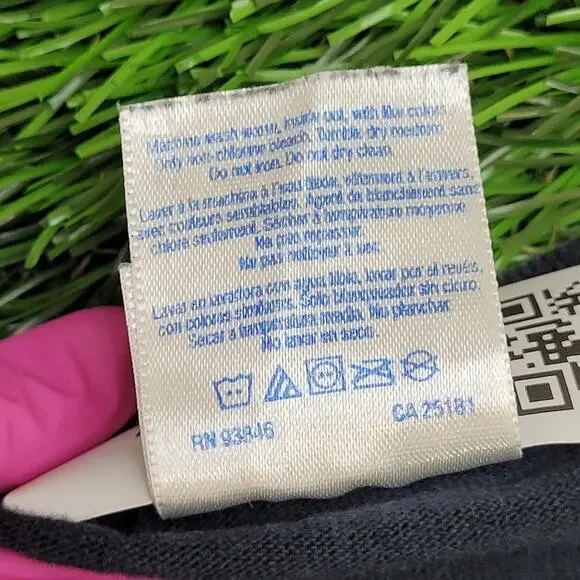 Machine wash warm, inside out, with like colors.
Only non-chlorine bleach. Tumble dry medium.
Do not iron. Do not dry clean.
Laver à la machine à l'eau tiède, vêtement à l'envers,
avec couleurs semblables. Agent de blanchiment sans
chlore seulement. Sécher à température moyenne.
Ne pas repasser.
Ne pas nettoyer à sec.
Lavar en lavadora con agua tibia, lavar por el revés,
con colores similares. Solo blanqueador sin cloro.
Secar a temperatura media. No planchar.
No lavar en seco.
RN 93846 CA 25181